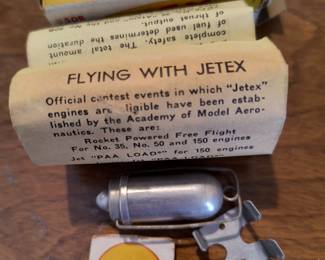 50B
of thrust output.
of fuel used determines the
complete safety. The total amount
FLYING WITH JETEX
Official contest events in which "Jetex"
engines are eligible have been estab-
lished by the Academy of Model Aero-
nautics. These are:
Rocket Powered Free Flight
For No. 35, No. 50 and 150 engines
Jet "PAA LOAD" for 150 engines